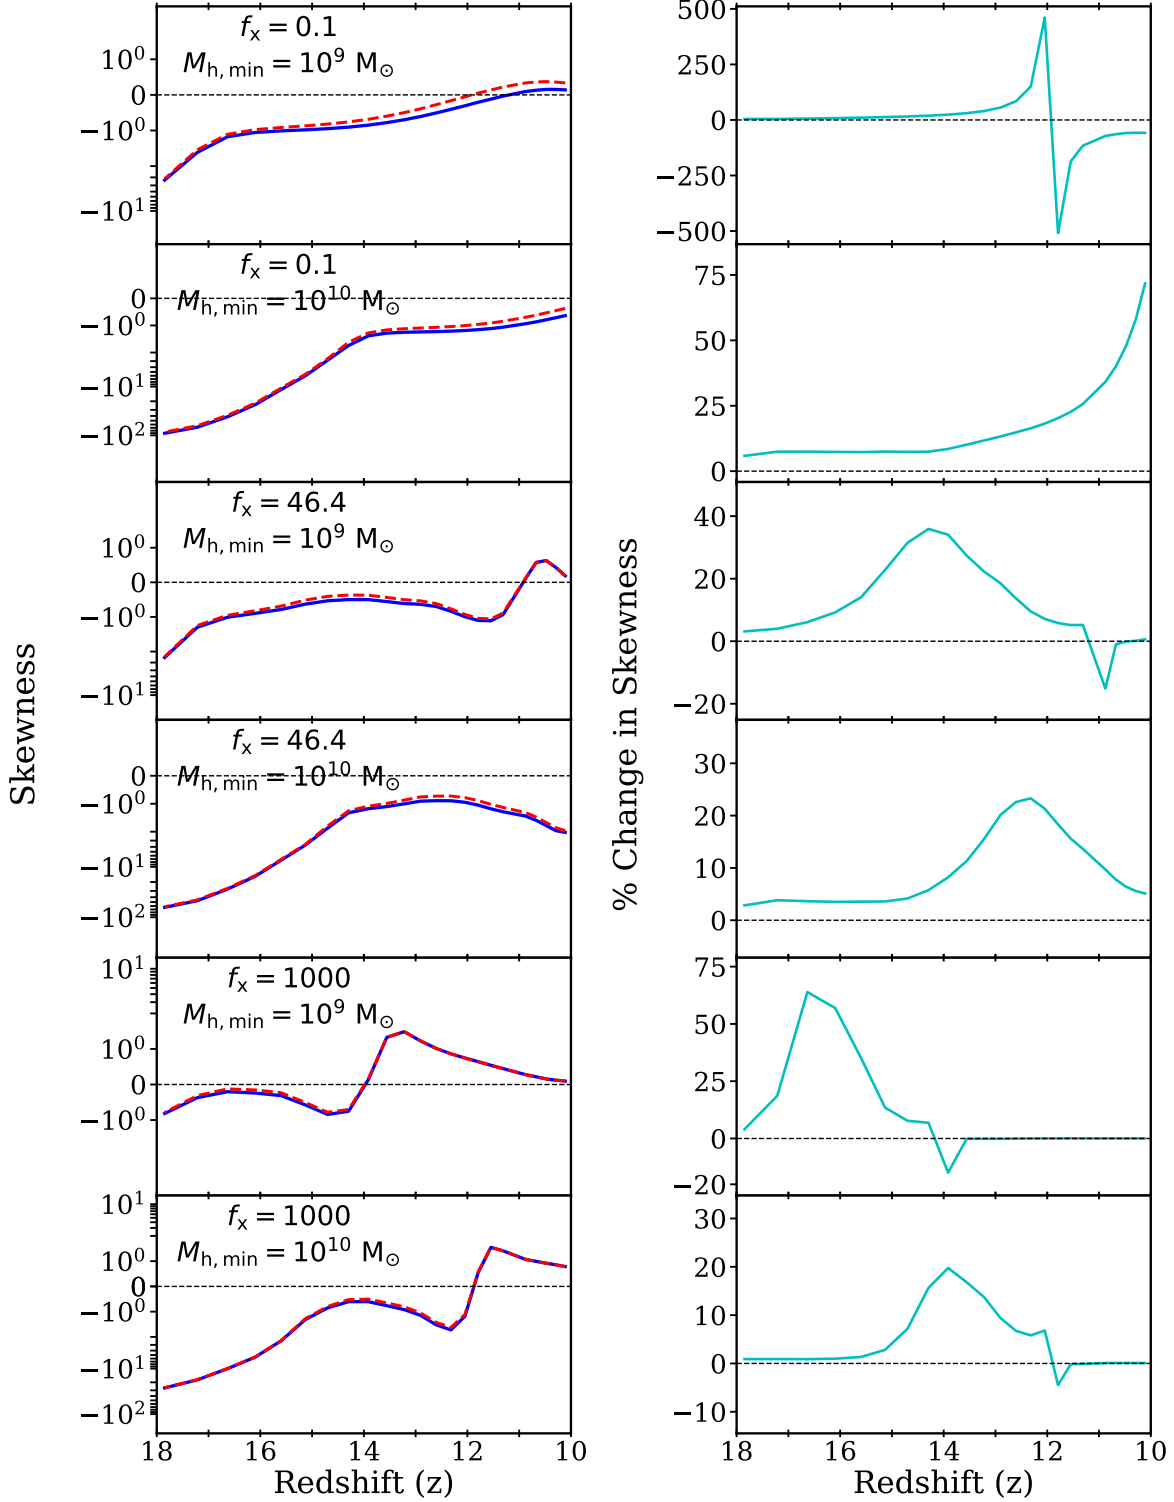 f_x = 0.1
M_h, min = 10^9 M_⊙
10^0
0
−10^0
−10^1
500
250
0
−250
−500
f_x = 0.1
M_h, min = 10^10 M_⊙
0
−10^0
−10^1
−10^2
75
50
25
0
f_x = 46.4
M_h, min = 10^9 M_⊙
10^0
0
−10^0
−10^1
40
20
0
−20
Skewness
% Change in Skewness
f_x = 46.4
M_h, min = 10^10 M_⊙
0
−10^0
−10^1
−10^2
30
20
10
0
f_x = 1000
M_h, min = 10^9 M_⊙
10^1
10^0
0
−10^0
75
50
25
0
−20
f_x = 1000
M_h, min = 10^10 M_⊙
10^1
10^0
0
−10^0
−10^1
−10^2
30
20
10
0
−10
18 16 14 12 10
Redshift (z)
18 16 14 12 10
Redshift (z)